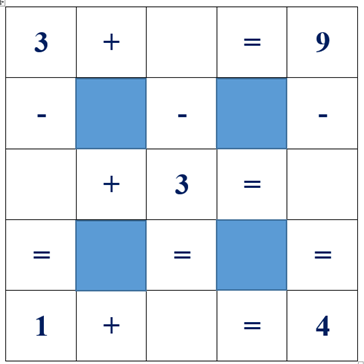 3 + = 9
- - -
+ 3 =
= = =
1 + = 4